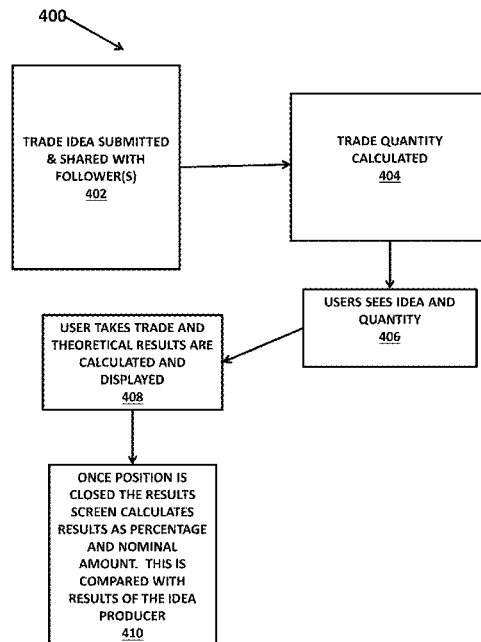 400
TRADE IDEA SUBMITTED
& SHARED WITH
FOLLOWER(S)
402
TRADE QUANTITY
CALCULATED
404
USERS SEES IDEA AND
QUANTITY
406
USER TAKES TRADE AND
THEORETICAL RESULTS ARE
CALCULATED AND
DISPLAYED
408
ONCE POSITION IS
CLOSED THE RESULTS
SCREEN CALCULATES
RESULTS AS PERCENTAGE
AND NOMINAL
AMOUNT. THIS IS
COMPARED WITH
RESULTS OF THE IDEA
PRODUCER
410